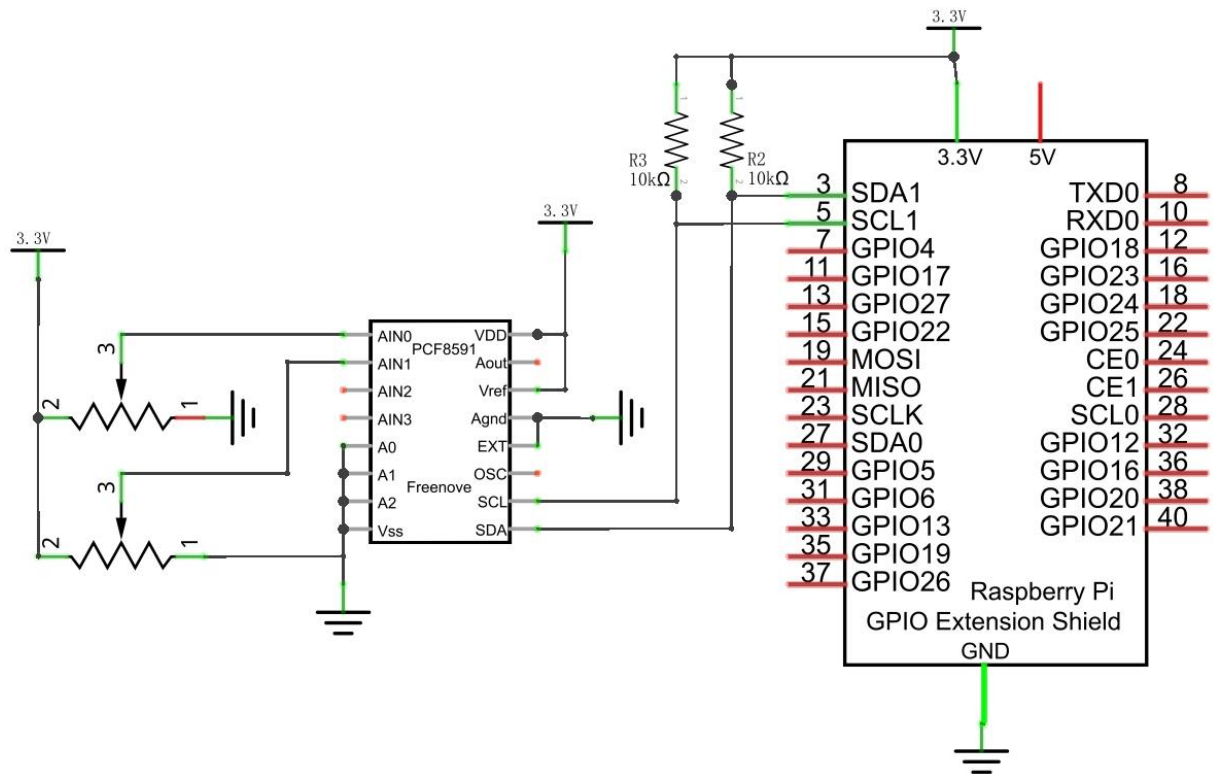 3.3V
3.3V 5V
R3 10kΩ
R2 10kΩ
3 SDA1 TXD0 8
5 SCL1 RXD0 10
7 GPIO4 GPIO18 12
11 GPIO17 GPIO23 16
13 GPIO27 GPIO24 18
15 GPIO22 GPIO25 22
19 MOSI CE0 24
21 MISO CE1 26
23 SCLK SCL0 28
27 SDA0 GPIO12 32
29 GPIO5 GPIO16 36
31 GPIO6 GPIO20 38
33 GPIO13 GPIO21 40
35 GPIO19
37 GPIO26
Raspberry Pi
GPIO Extension Shield
GND
3.3V
3.3V
AIN0 VDD
PCF8591
AIN1 Aout
AIN2 Vref
AIN3 Agnd
A0 EXT
A1 OSC
Freenove
A2 SCL
Vss SDA
3
2 1
3
2 1
1 1
2 2